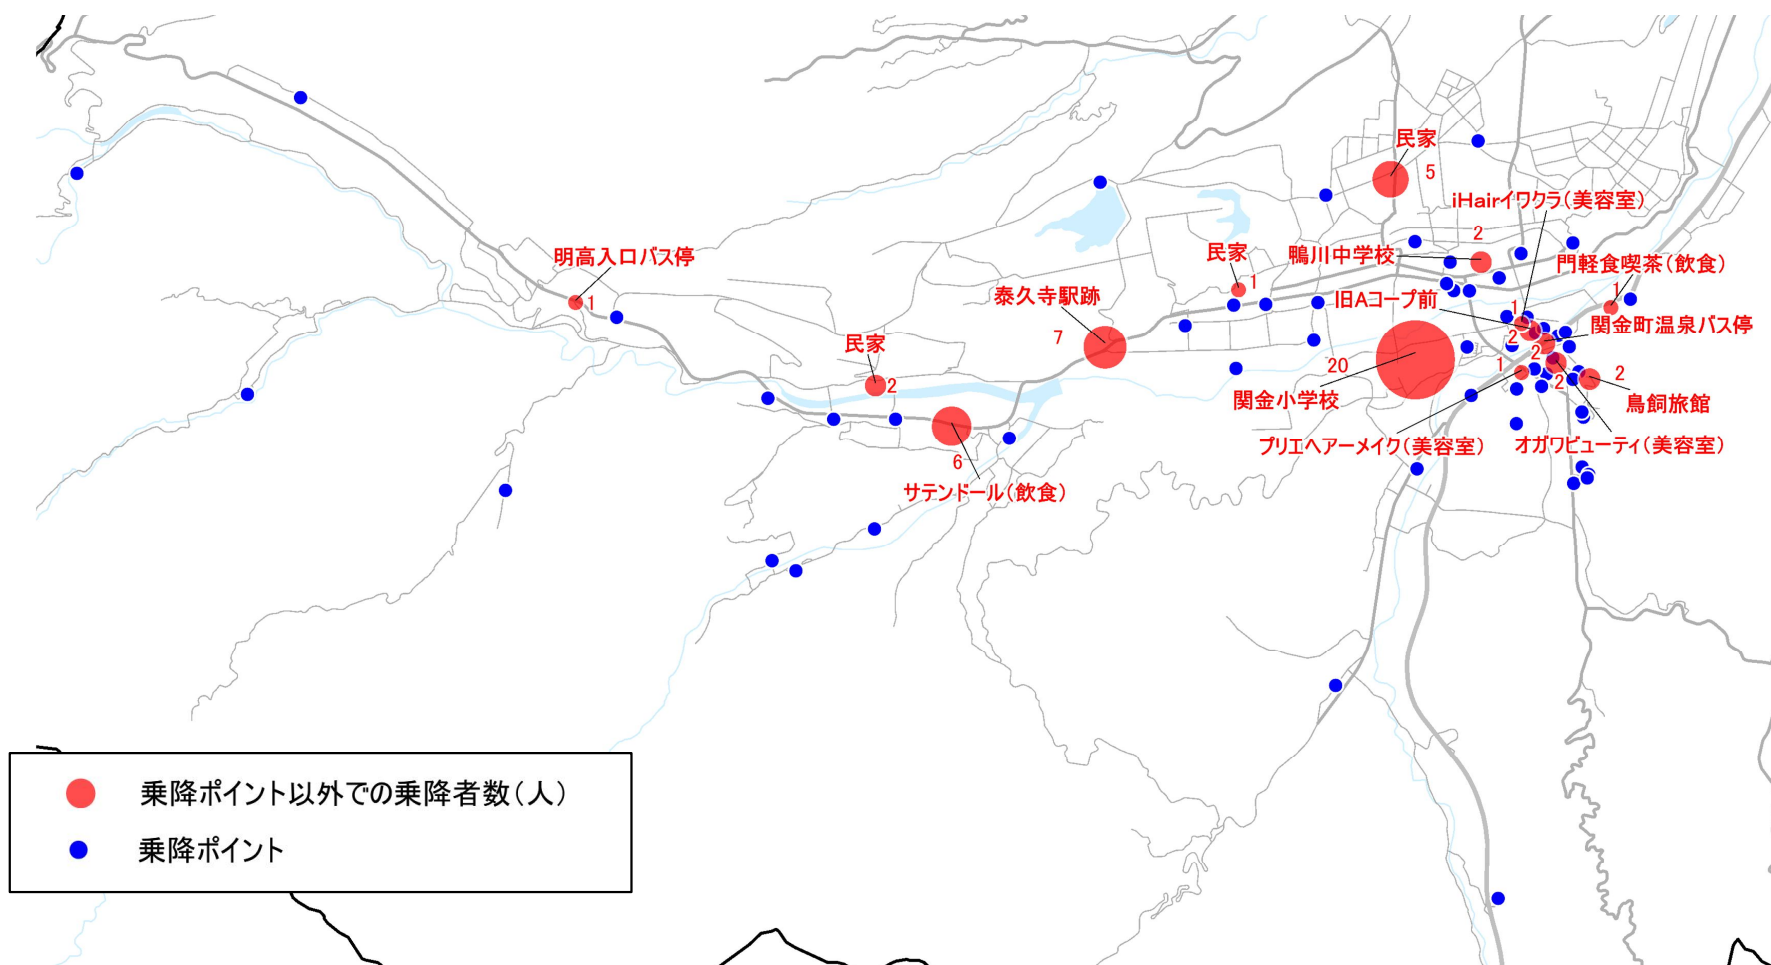 民家
5
iHairイワクラ(美容室)
2
鴨川中学校
民家
1
門軽食喫茶(飲食)
明高入口バス停
1
泰久寺駅跡
7
旧Aコープ前
1
1
関金町温泉バス停
民家
2
20
関金小学校
2
2
1
2
2
鳥飼旅館
プリエヘアーメイク(美容室)
オガワビューティ(美容室)
6
サテンドール(飲食)
乗降ポイント以外での乗降者数(人)
乗降ポイント